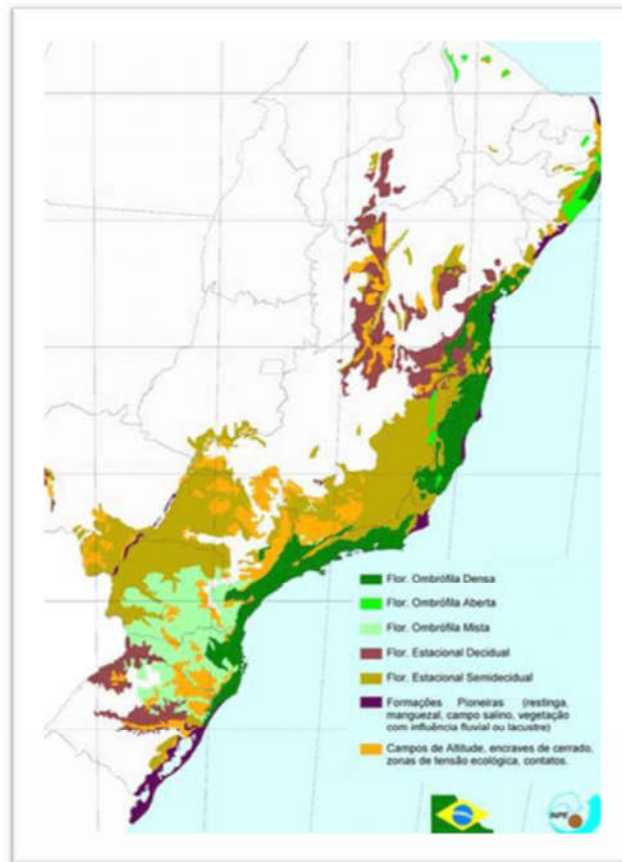 Flor. Ombrófila Densa
Flor. Ombrófila Aberta
Flor. Ombrófila Mista
Flor. Estacional Decidual
Flor. Estacional Semidecidual
Formações Pioneiras (restinga,
manguezal, campo salino, vegetação
com influência fluvial ou lacustre)
Campos de Altitude, encraves de cerrado,
zonas de tensão ecológica, contatos.
INPE